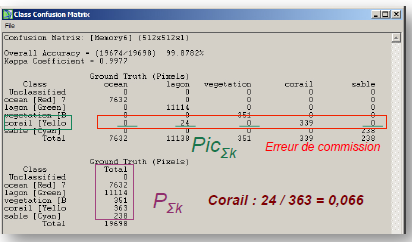 Class Confusion Matrix
File
Confusion Matrix: [Memory6] (512x512x1)
Overall Accuracy = (19674/19698) 99.8782%
Kappa Coefficient = 0.9977
Ground Truth (Pixels)
Class ocean lagon vegetation corail sable
Unclassified 0 0 0 0 0
ocean [Red] 7 7632 0 0 0 0
lagon [Green] 0 11114 0 0 0
vegetation [B 0 0 351 0 0
corail [Yello 0 24 0 339 0
sable [Cyan] 0 0 0 0 238
Total 7632 11138 351 339 238
PicΣk
Erreur de commission
Ground Truth (Pixels)
Class Total
Unclassified 0
ocean [Red] 7 7632
lagon [Green] 11114
vegetation [B 351
corail [Yello 363
sable [Cyan] 238
Total 19698
PΣk
Corail : 24 / 363 = 0,066